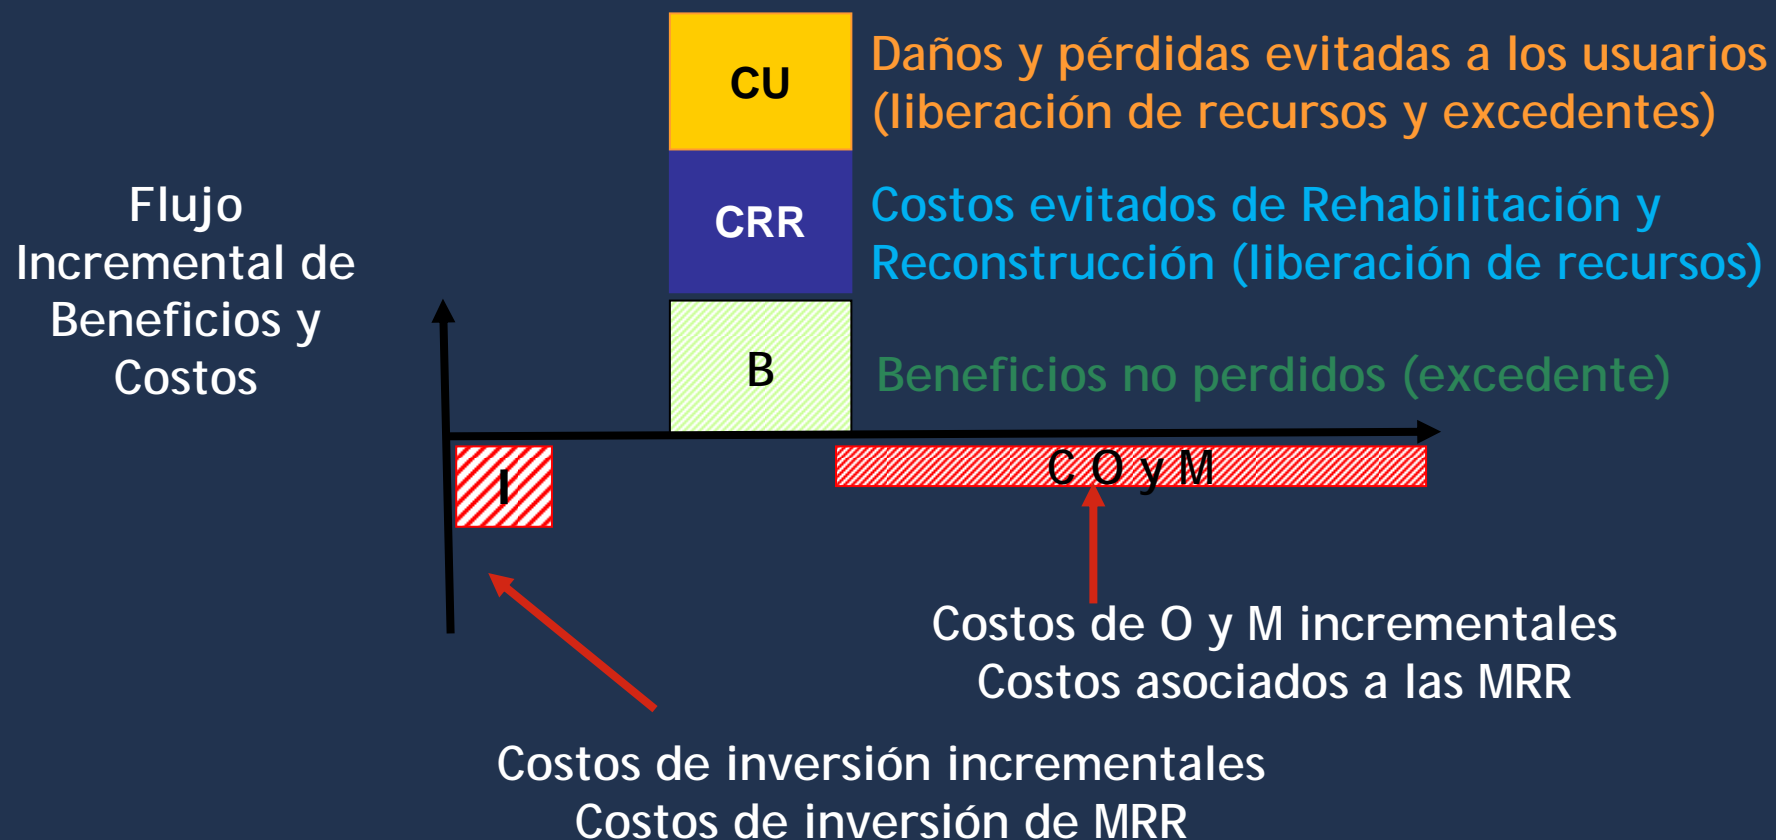 Flujo
Incremental de
Beneficios y
Costos
CU
Daños y pérdidas evitadas a los usuarios
(liberación de recursos y excedentes)
CRR
Costos evitados de Rehabilitación y
Reconstrucción (liberación de recursos)
B
Beneficios no perdidos (excedente)
I
C O y M
Costos de O y M incrementales
Costos asociados a las MRR
Costos de inversión incrementales
Costos de inversión de MRR